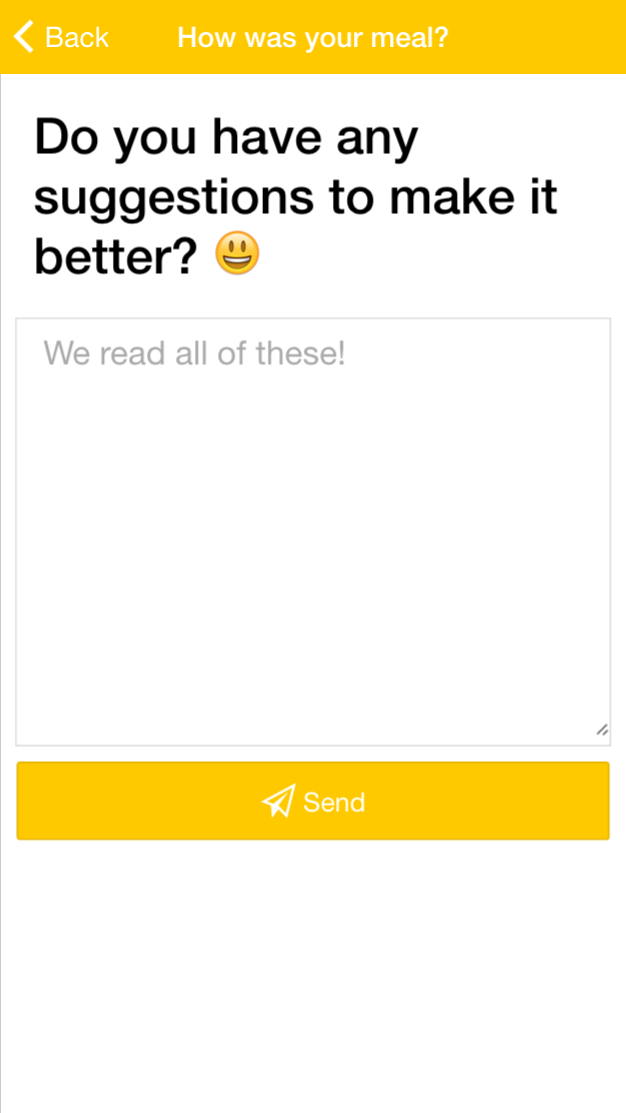 Back
How was your meal?
Do you have any
suggestions to make it
better? 😃
We read all of these!
Send